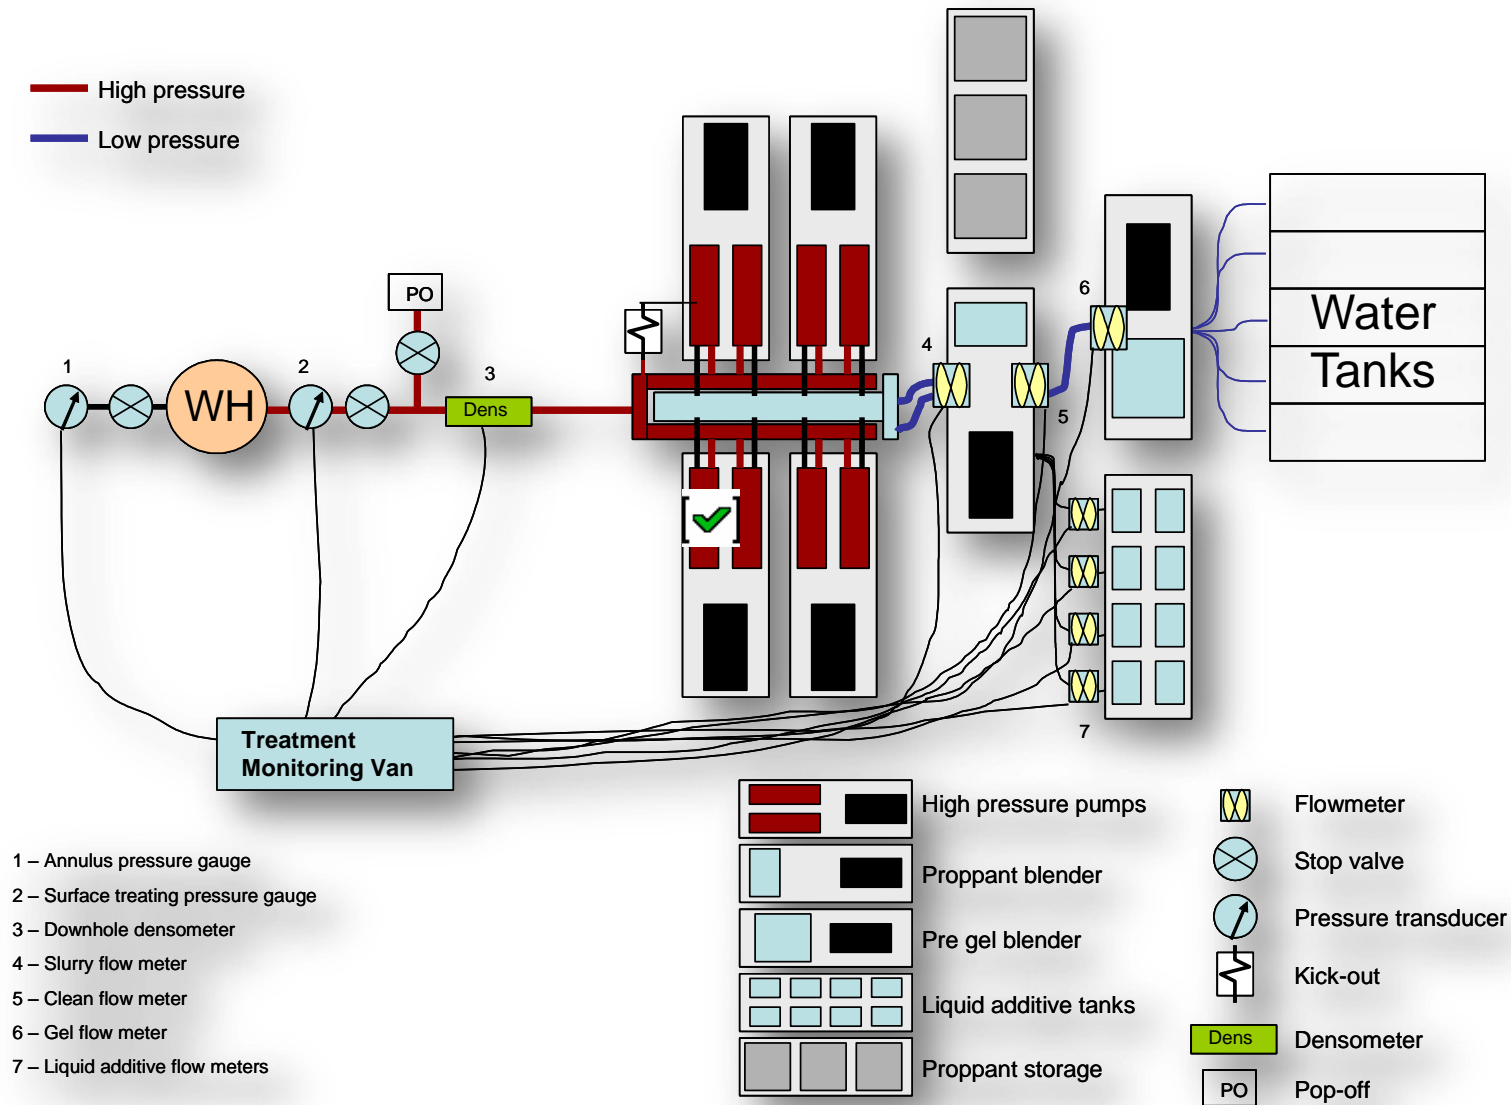 High pressure
Low pressure
PO
1
2
3
4
5
6
7
WH
Dens
Water
Tanks
Treatment
Monitoring Van
1 – Annulus pressure gauge
2 – Surface treating pressure gauge
3 – Downhole densometer
4 – Slurry flow meter
5 – Clean flow meter
6 – Gel flow meter
7 – Liquid additive flow meters
High pressure pumps
Proppant blender
Pre gel blender
Liquid additive tanks
Proppant storage
Flowmeter
Stop valve
Pressure transducer
Kick-out
Dens
Densometer
PO
Pop-off